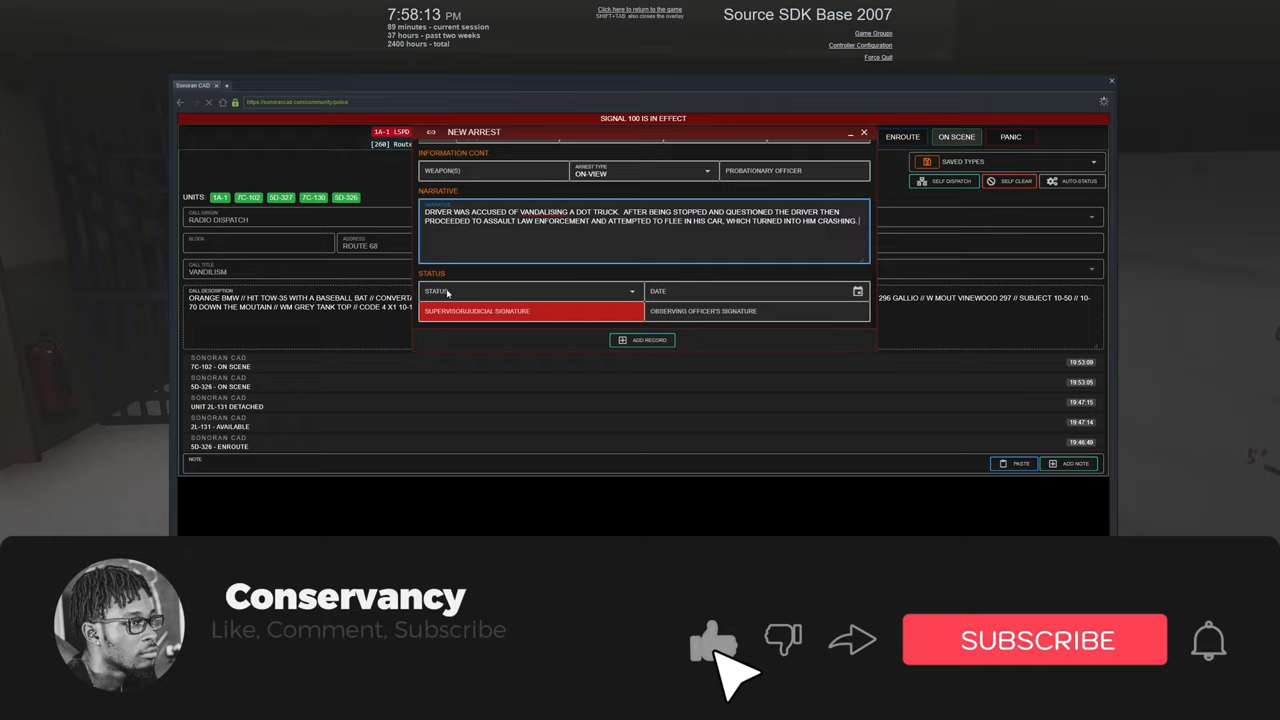 7:58:13 PM
89 minutes - current session
37 hours - past two weeks
2400 hours - total
Click here to return to the game
SHIFT+TAB also closes the overlay
Source SDK Base 2007
Game Groups
Controller Configuration
Force Quit
Sonoran CAD
https://sonorancad.com/community/police
SIGNAL 100 IS IN EFFECT
1A-1 LSPD
[260] Route
NEW ARREST
ENROUTE
ON SCENE
PANIC
SAVED TYPES
SELF DISPATCH
SELF CLEAR
AUTO-STATUS
INFORMATION CONT.
WEAPON(S)
ARREST TYPE
ON-VIEW
PROBATIONARY OFFICER
NARRATIVE
NARRATIVE
DRIVER WAS ACCUSED OF VANDALISING A DOT TRUCK.  AFTER BEING STOPPED AND QUESTIONED THE DRIVER THEN
PROCEEDED TO ASSAULT LAW ENFORCEMENT AND ATTEMPTED TO FLEE IN HIS CAR, WHICH TURNED INTO HIM CRASHING.
STATUS
STATUS
DATE
SUPERVISOR/JUDICIAL SIGNATURE
OBSERVING OFFICER'S SIGNATURE
ADD RECORD
UNITS: 1A-1 7C-102 5D-327 7C-130 5D-326
CALL ORIGIN
RADIO DISPATCH
BLOCK
ADDRESS
ROUTE 68
CALL TITLE
VANDILISM
CALL DESCRIPTION
ORANGE BMW // HIT TOW-35 WITH A BASEBALL BAT // CONVERTA
296 GALLIO // W MOUT VINEWOOD 297 // SUBJECT 10-50 // 10-
70 DOWN THE MOUTAIN // WM GREY TANK TOP // CODE 4 X1 10-1
SONORAN CAD
7C-102 - ON SCENE
19:53:09
SONORAN CAD
5D-326 - ON SCENE
19:53:05
SONORAN CAD
UNIT 2L-131 DETACHED
19:47:15
SONORAN CAD
2L-131 - AVAILABLE
19:47:14
SONORAN CAD
5D-326 - ENROUTE
19:46:49
NOTE
PASTE
ADD NOTE
Conservancy
Like, Comment, Subscribe
SUBSCRIBE